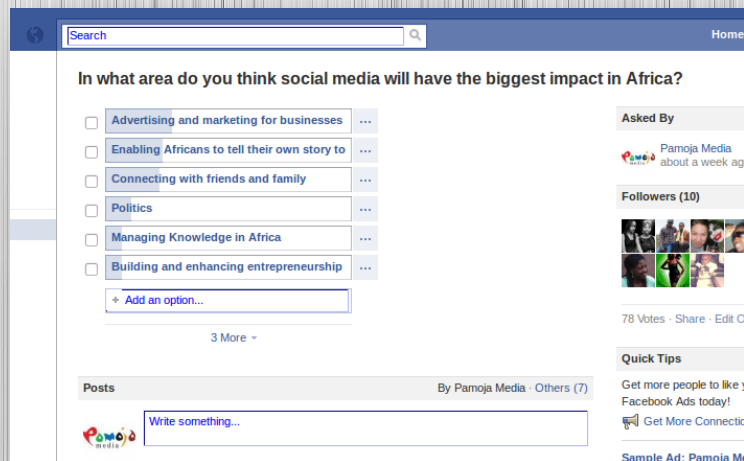 Search
Home
In what area do you think social media will have the biggest impact in Africa?
Advertising and marketing for businesses
...
Enabling Africans to tell their own story to
...
Connecting with friends and family
...
Politics
...
Managing Knowledge in Africa
...
Building and enhancing entrepreneurship
...
+ Add an option...
3 More
Posts
By Pamoja Media · Others (7)
Pamoja
media
Write something...
Asked By
Pamoja
media
Pamoja Media
about a week ag
Followers (10)
78 Votes · Share · Edit O
Quick Tips
Get more people to like y
Facebook Ads today!
Get More Connectio
Sample Ad: Pamoja Me